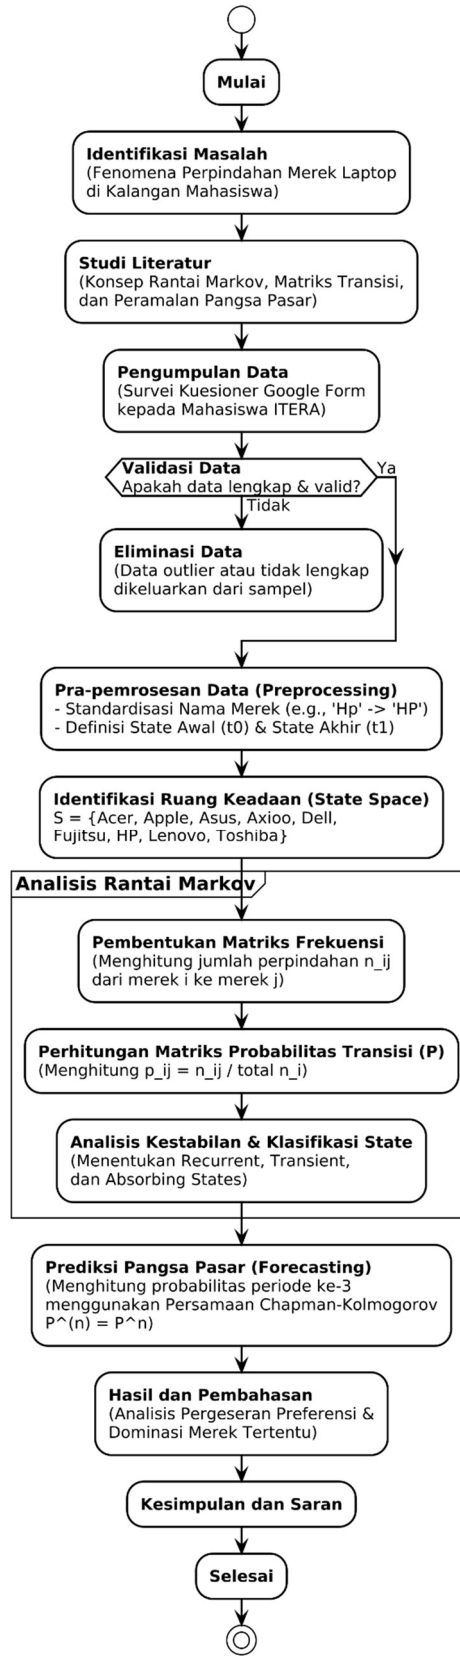 Mulai
Identifikasi Masalah
(Fenomena Perpindahan Merek Laptop
di Kalangan Mahasiswa)
Studi Literatur
(Konsep Rantai Markov, Matriks Transisi,
dan Peramalan Pangsa Pasar)
Pengumpulan Data
(Survei Kuesioner Google Form
kepada Mahasiswa ITERA)
Validasi Data
Apakah data lengkap & valid?
Ya
Tidak
Eliminasi Data
(Data outlier atau tidak lengkap
dikeluarkan dari sampel)
Pra-pemrosesan Data (Preprocessing)
- Standardisasi Nama Merek (e.g., 'Hp' -> 'HP')
- Definisi State Awal (t0) & State Akhir (t1)
Identifikasi Ruang Keadaan (State Space)
S = {Acer, Apple, Asus, Axioo, Dell,
Fujitsu, HP, Lenovo, Toshiba}
Analisis Rantai Markov
Pembentukan Matriks Frekuensi
(Menghitung jumlah perpindahan n_ij
dari merek i ke merek j)
Perhitungan Matriks Probabilitas Transisi (P)
(Menghitung p_ij = n_ij / total n_i)
Analisis Kestabilan & Klasifikasi State
(Menentukan Recurrent, Transient,
dan Absorbing States)
Prediksi Pangsa Pasar (Forecasting)
(Menghitung probabilitas periode ke-3
menggunakan Persamaan Chapman-Kolmogorov
P^(n) = P^n)
Hasil dan Pembahasan
(Analisis Pergeseran Preferensi &
Dominasi Merek Tertentu)
Kesimpulan dan Saran
Selesai